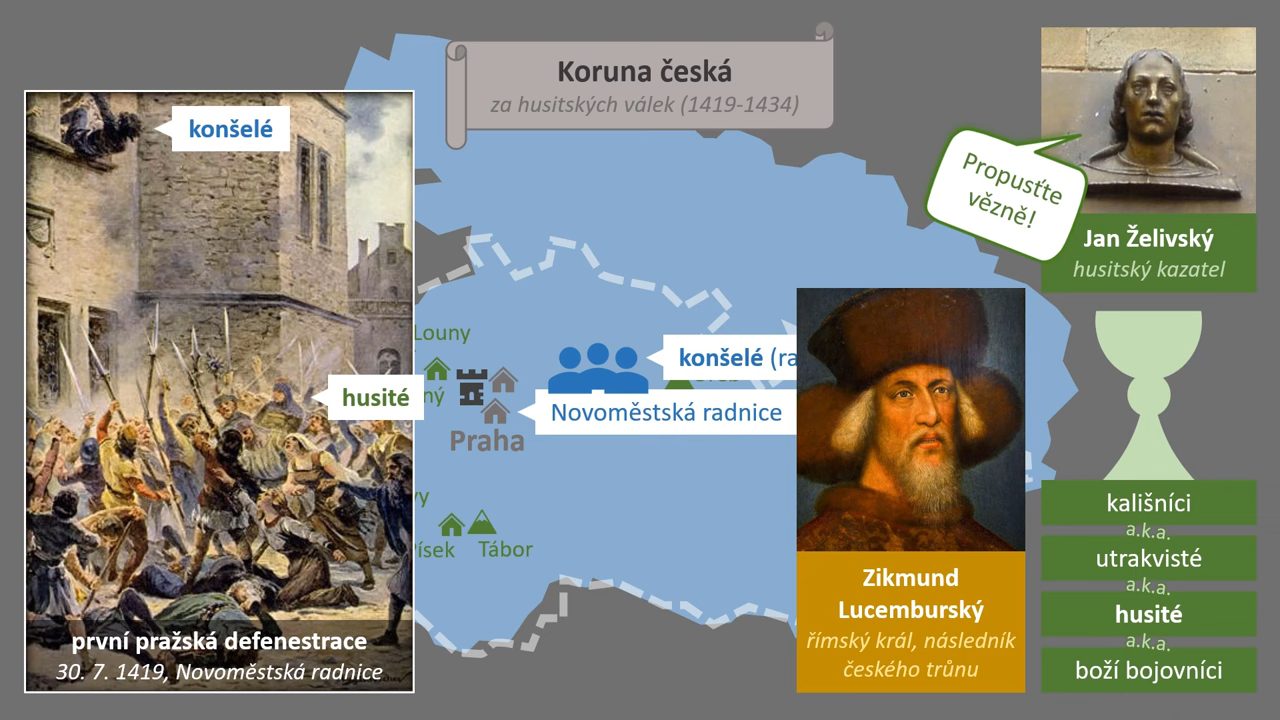 Koruna česká
za husitských válek (1419-1434)
konšelé
husité
první pražská defenestrace
30. 7. 1419, Novoměstská radnice
Louny
Praha
Tábor
konšelé
Novoměstská radnice
Propusťte
vězně!
Jan Želivský
husitský kazatel
Zikmund
Lucemburský
římský král, následník
českého trůnu
kališníci
a.k.a.
utrakvisté
a.k.a.
husité
a.k.a.
boží bojovníci